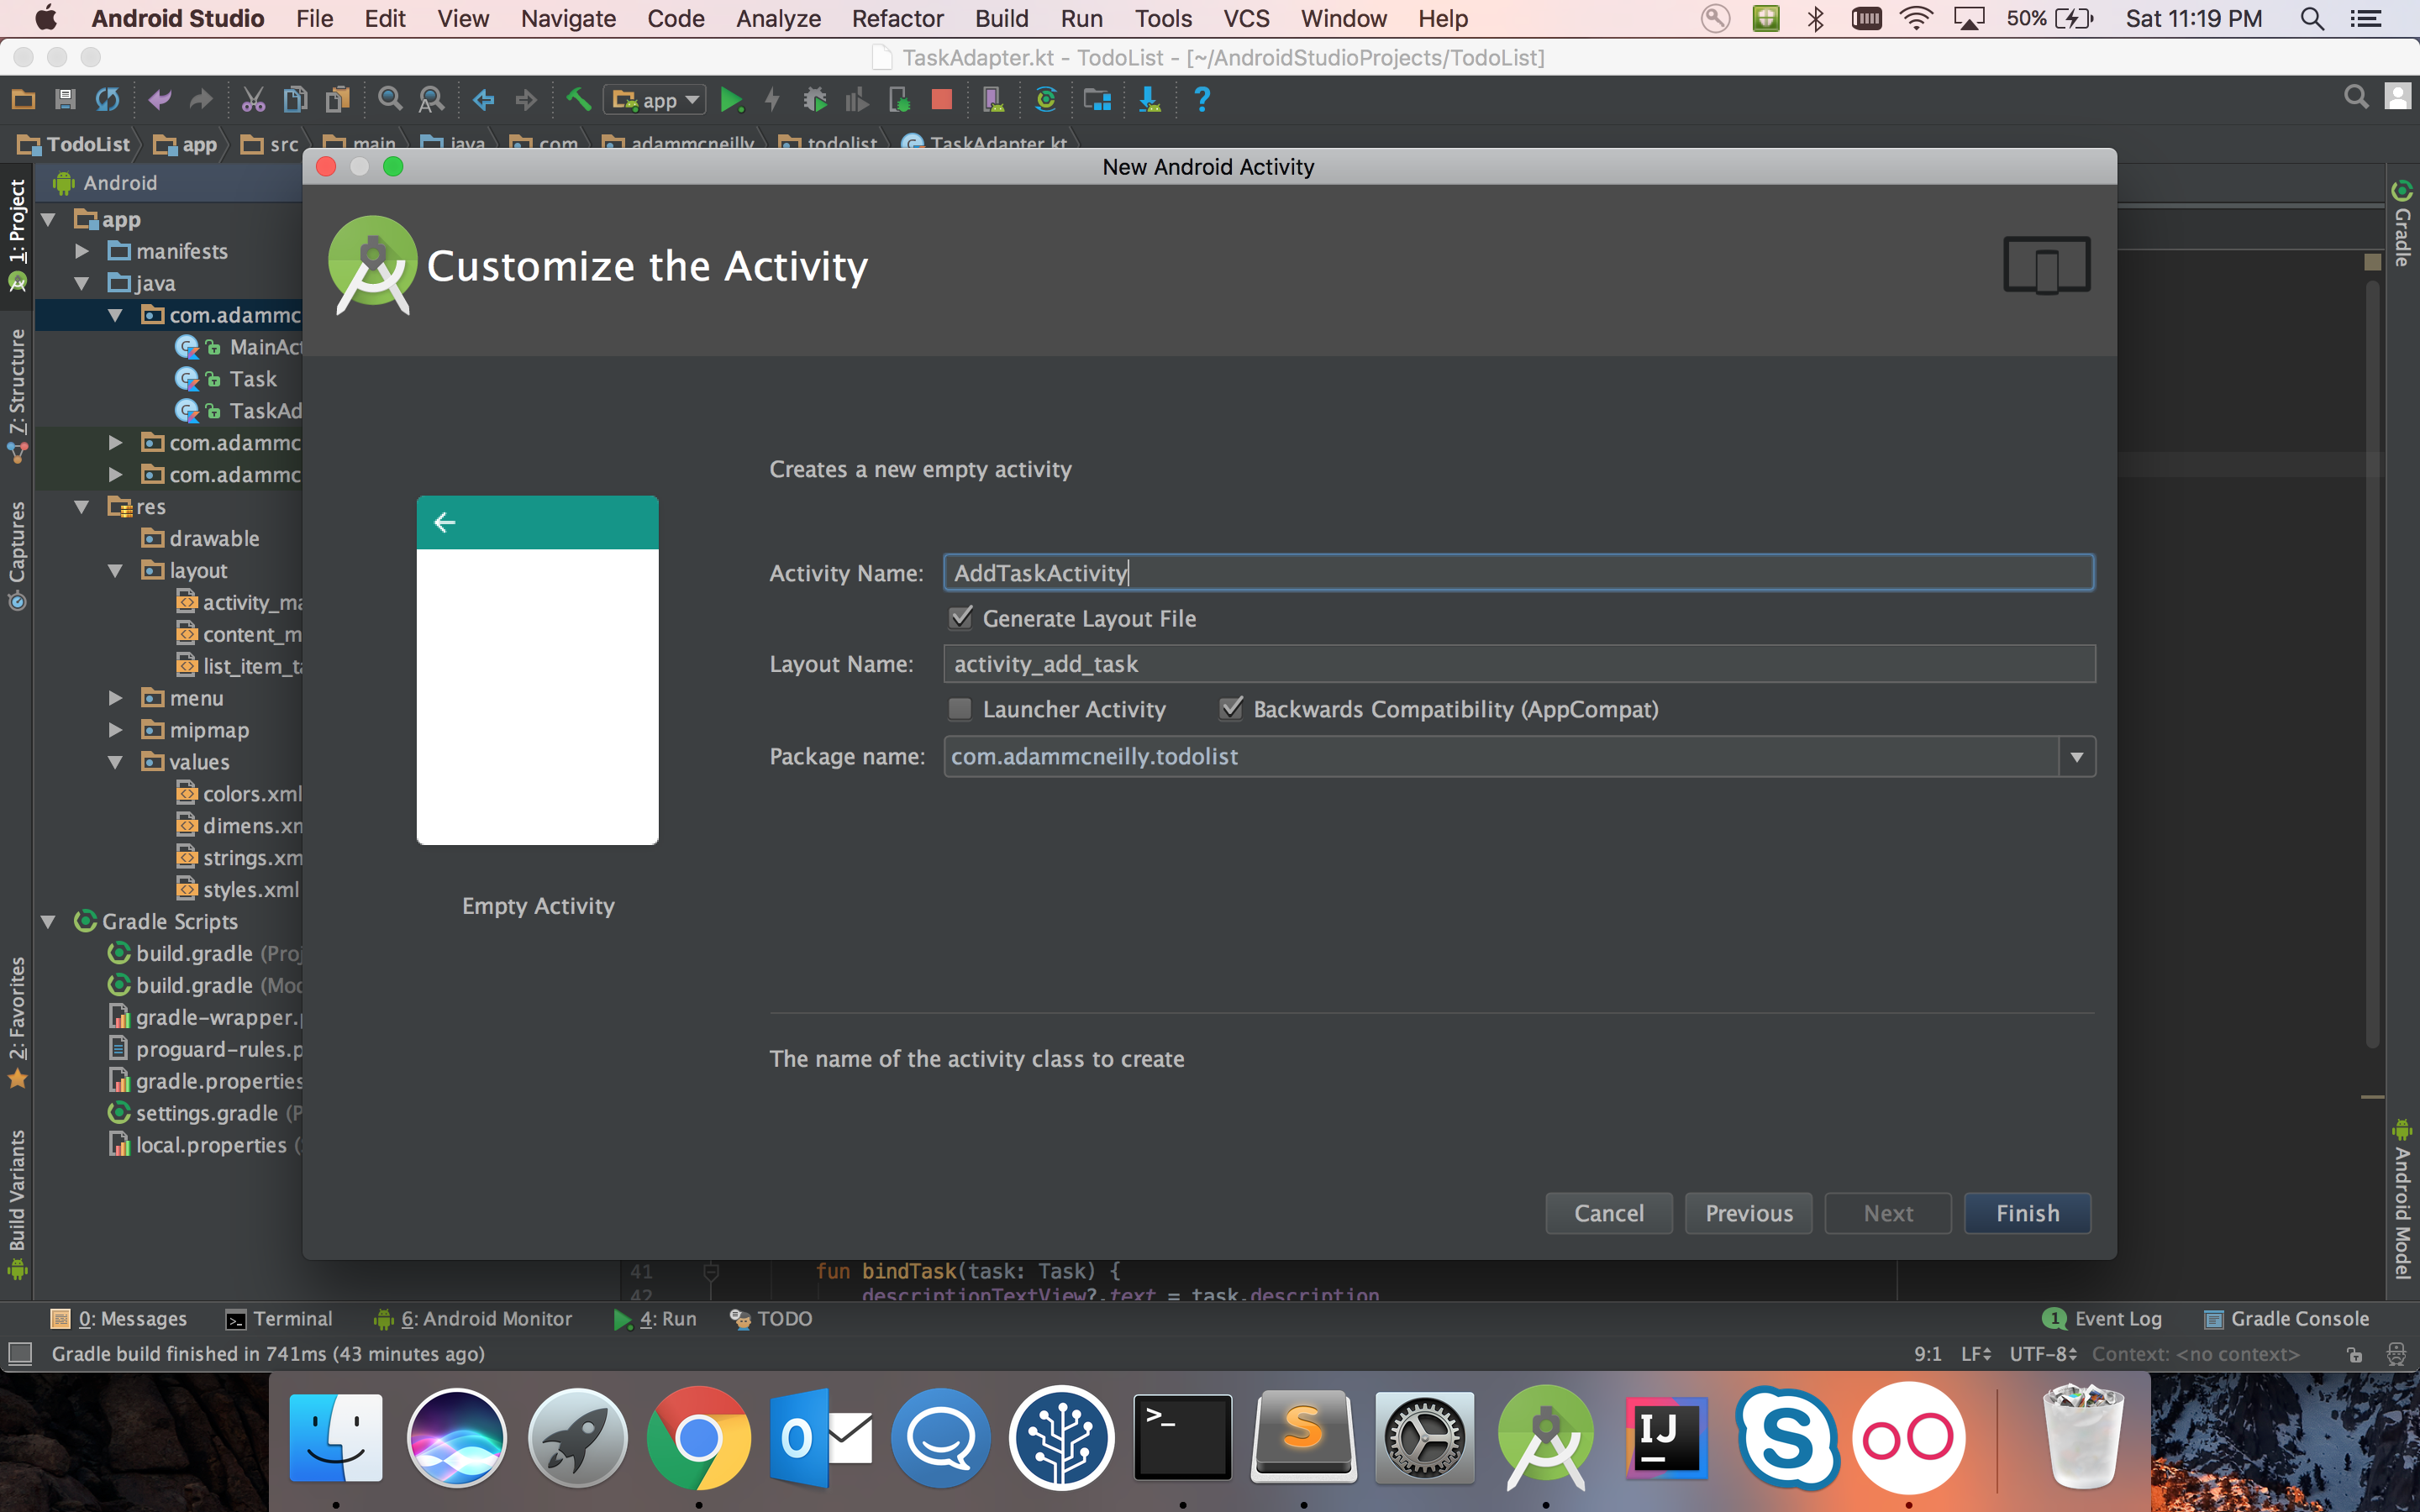 Android Studio File Edit View Navigate Code Analyze Refactor Build Run Tools VCS Window Help 50% Sat 11:19 PM
TaskAdapter.kt - TodoList - [~/AndroidStudioProjects/TodoList]
app
TodoList app src main java com adammcneilly todolist TaskAdapter.kt
New Android Activity
Android
app
manifests
java
com.adammc
MainAct
Task
TaskAd
com.adammc
com.adammc
res
drawable
layout
activity_ma
content_m
list_item_ta
menu
mipmap
values
colors.xml
dimens.xm
strings.xm
styles.xml
Gradle Scripts
build.gradle (Proj
build.gradle (Mod
gradle-wrapper.p
proguard-rules.p
gradle.properties
settings.gradle (P
local.properties (
1: Project
7: Structure
Captures
2: Favorites
Build Variants
Customize the Activity
Creates a new empty activity
Activity Name: AddTaskActivity
Generate Layout File
Layout Name: activity_add_task
Launcher Activity Backwards Compatibility (AppCompat)
Package name: com.adammcneilly.todolist
Empty Activity
The name of the activity class to create
Cancel Previous Next Finish
Gradle
Android Model
41 fun bindTask(task: Task) {
42 descriptionTextView?.text = task.description
0: Messages Terminal 6: Android Monitor 4: Run TODO 1 Event Log Gradle Console
Gradle build finished in 741ms (43 minutes ago) 9:1 LF UTF-8 Context: <no context>
O >_ S IJ S